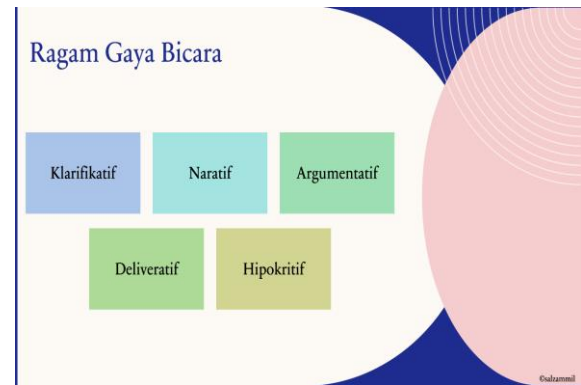 Ragam Gaya Bicara
Klarifikatif
Naratif
Argumentatif
Deliveratif
Hipokritif
©salzammil